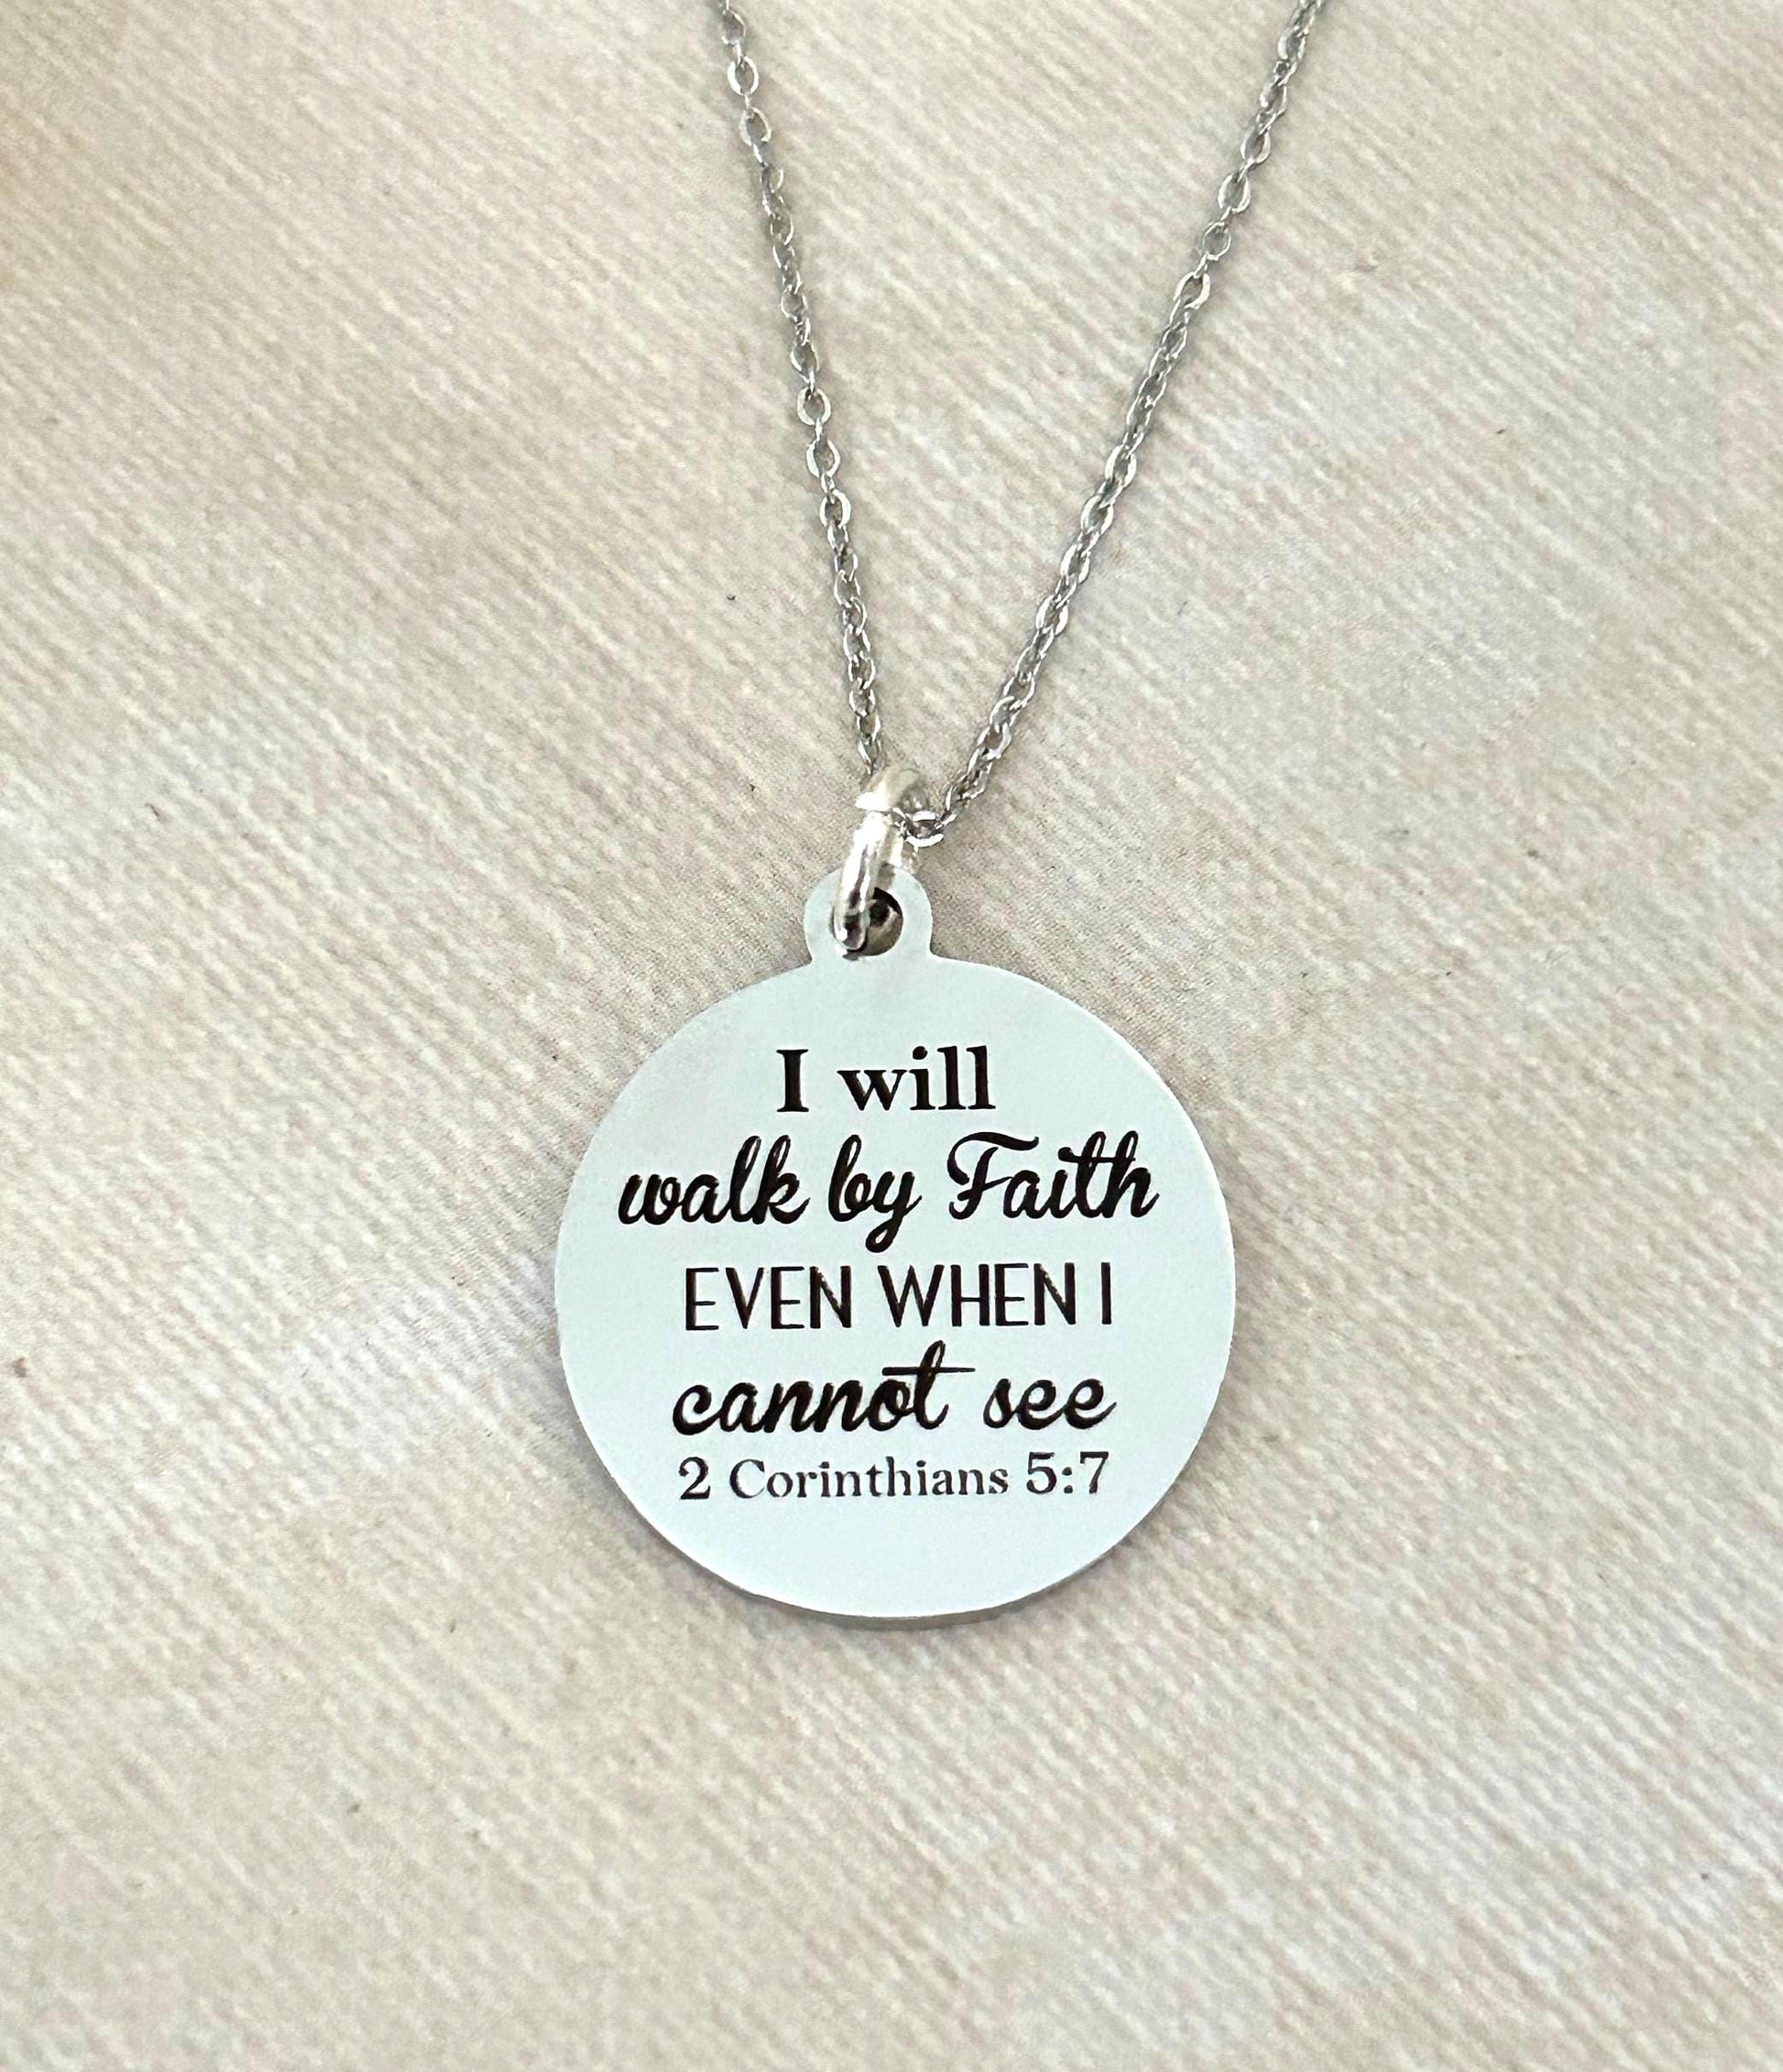 I will
walk by Faith
EVEN WHEN I
cannot see
2 Corinthians 5:7